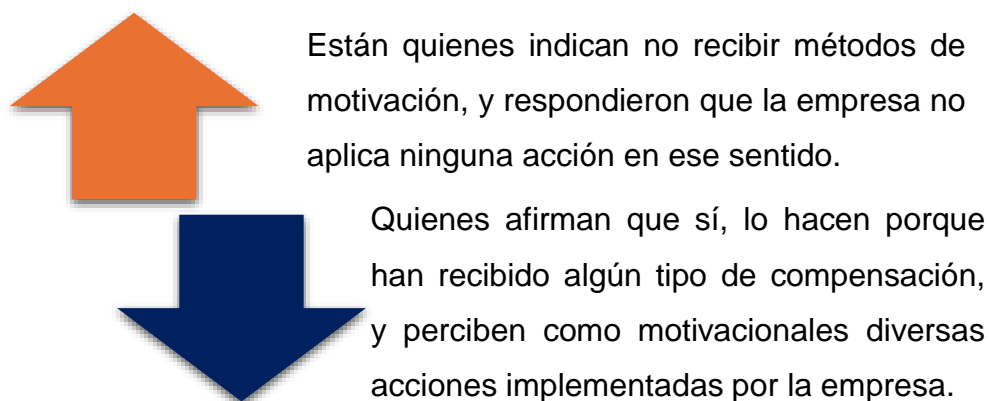 Están quienes indican no recibir métodos de
motivación, y respondieron que la empresa no
aplica ninguna acción en ese sentido.
Quienes afirman que sí, lo hacen porque
han recibido algún tipo de compensación,
y perciben como motivacionales diversas
acciones implementadas por la empresa.